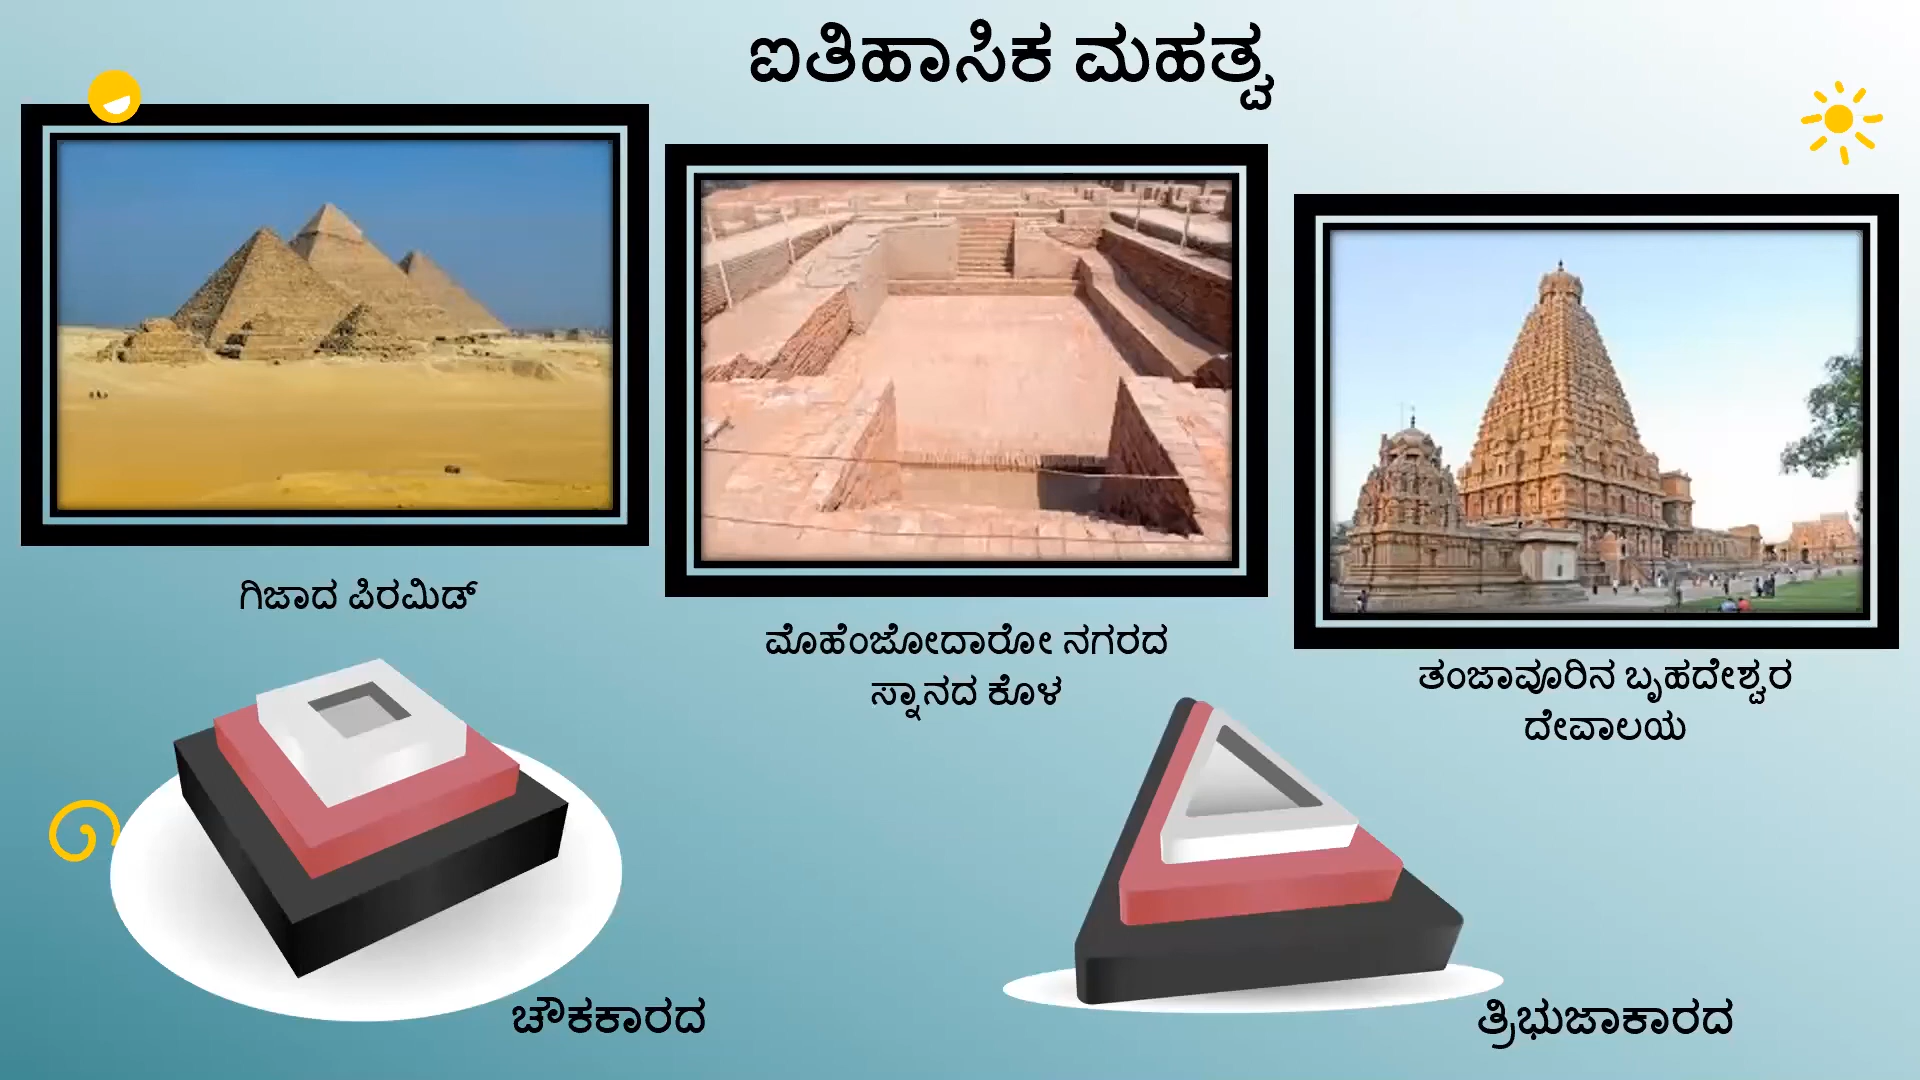 ಐತಿಹಾಸಿಕ ಮಹತ್ವ
ಗಿಜಾದ ಪಿರಮಿಡ್
ಮೊಹೆಂಜೋದಾರೋ ನಗರದ
ಸ್ನಾನದ ಕೊಳ
ತಂಜಾವೂರಿನ ಬೃಹದೇಶ್ವರ
ದೇವಾಲಯ
ಚೌಕಕಾರದ
ತ್ರಿಭುಜಾಕಾರದ